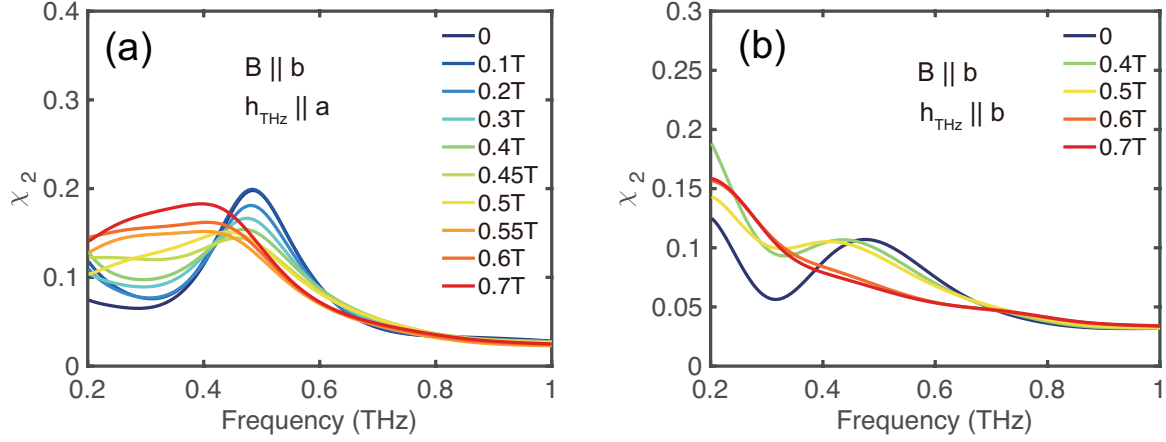 (a)
B || b
h_THz || a
0
0.1T
0.2T
0.3T
0.4T
0.45T
0.5T
0.55T
0.6T
0.7T
χ₂
0.4
0.3
0.2
0.1
0
0.2
0.4
0.6
0.8
1
Frequency (THz)
(b)
B || b
h_THz || b
0
0.4T
0.5T
0.6T
0.7T
χ₂
0.3
0.25
0.2
0.15
0.1
0.05
0
0.2
0.4
0.6
0.8
1
Frequency (THz)